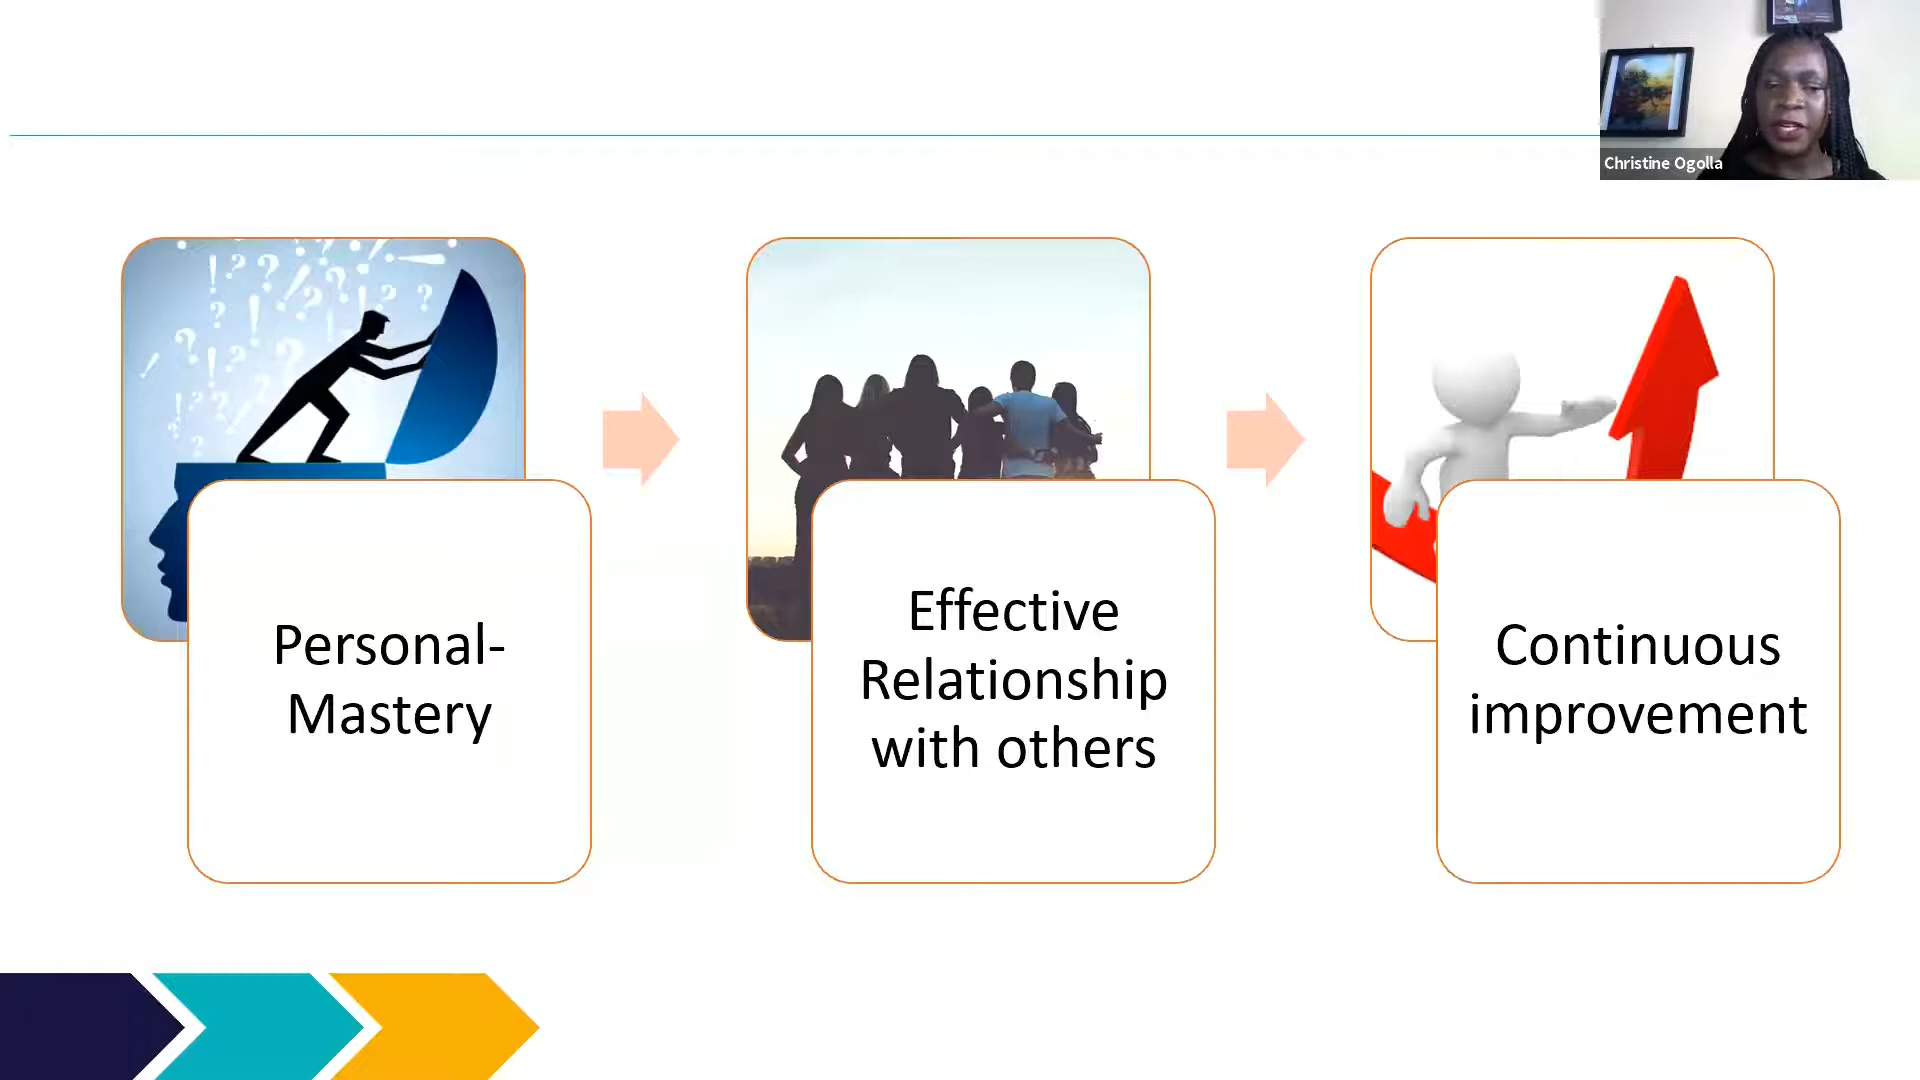 Christine Ogolla
Personal-
Mastery
Effective
Relationship
with others
Continuous
improvement